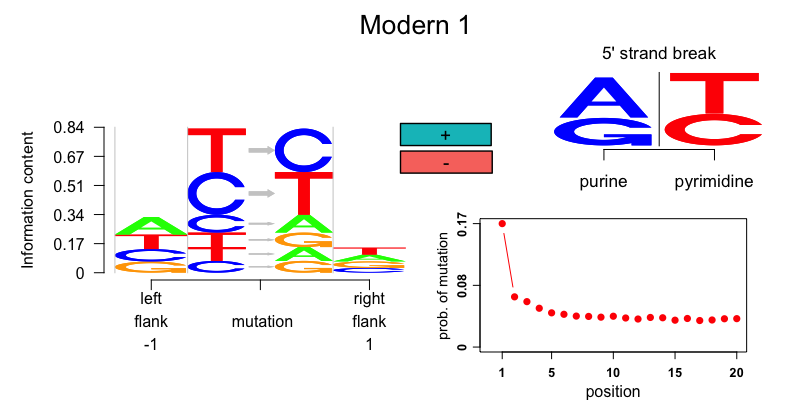 Modern 1
5' strand break
A T
G C
purine pyrimidine
Information content
0.84
0.67
0.51
0.34
0.17
0
T C
C T
C A
T G
T A
C G
A
T
C
G
T
A
G
C
left
flank
-1
mutation
right
flank
1
+
-
prob. of mutation
0.17
0.08
0
1 5 10 15 20
position